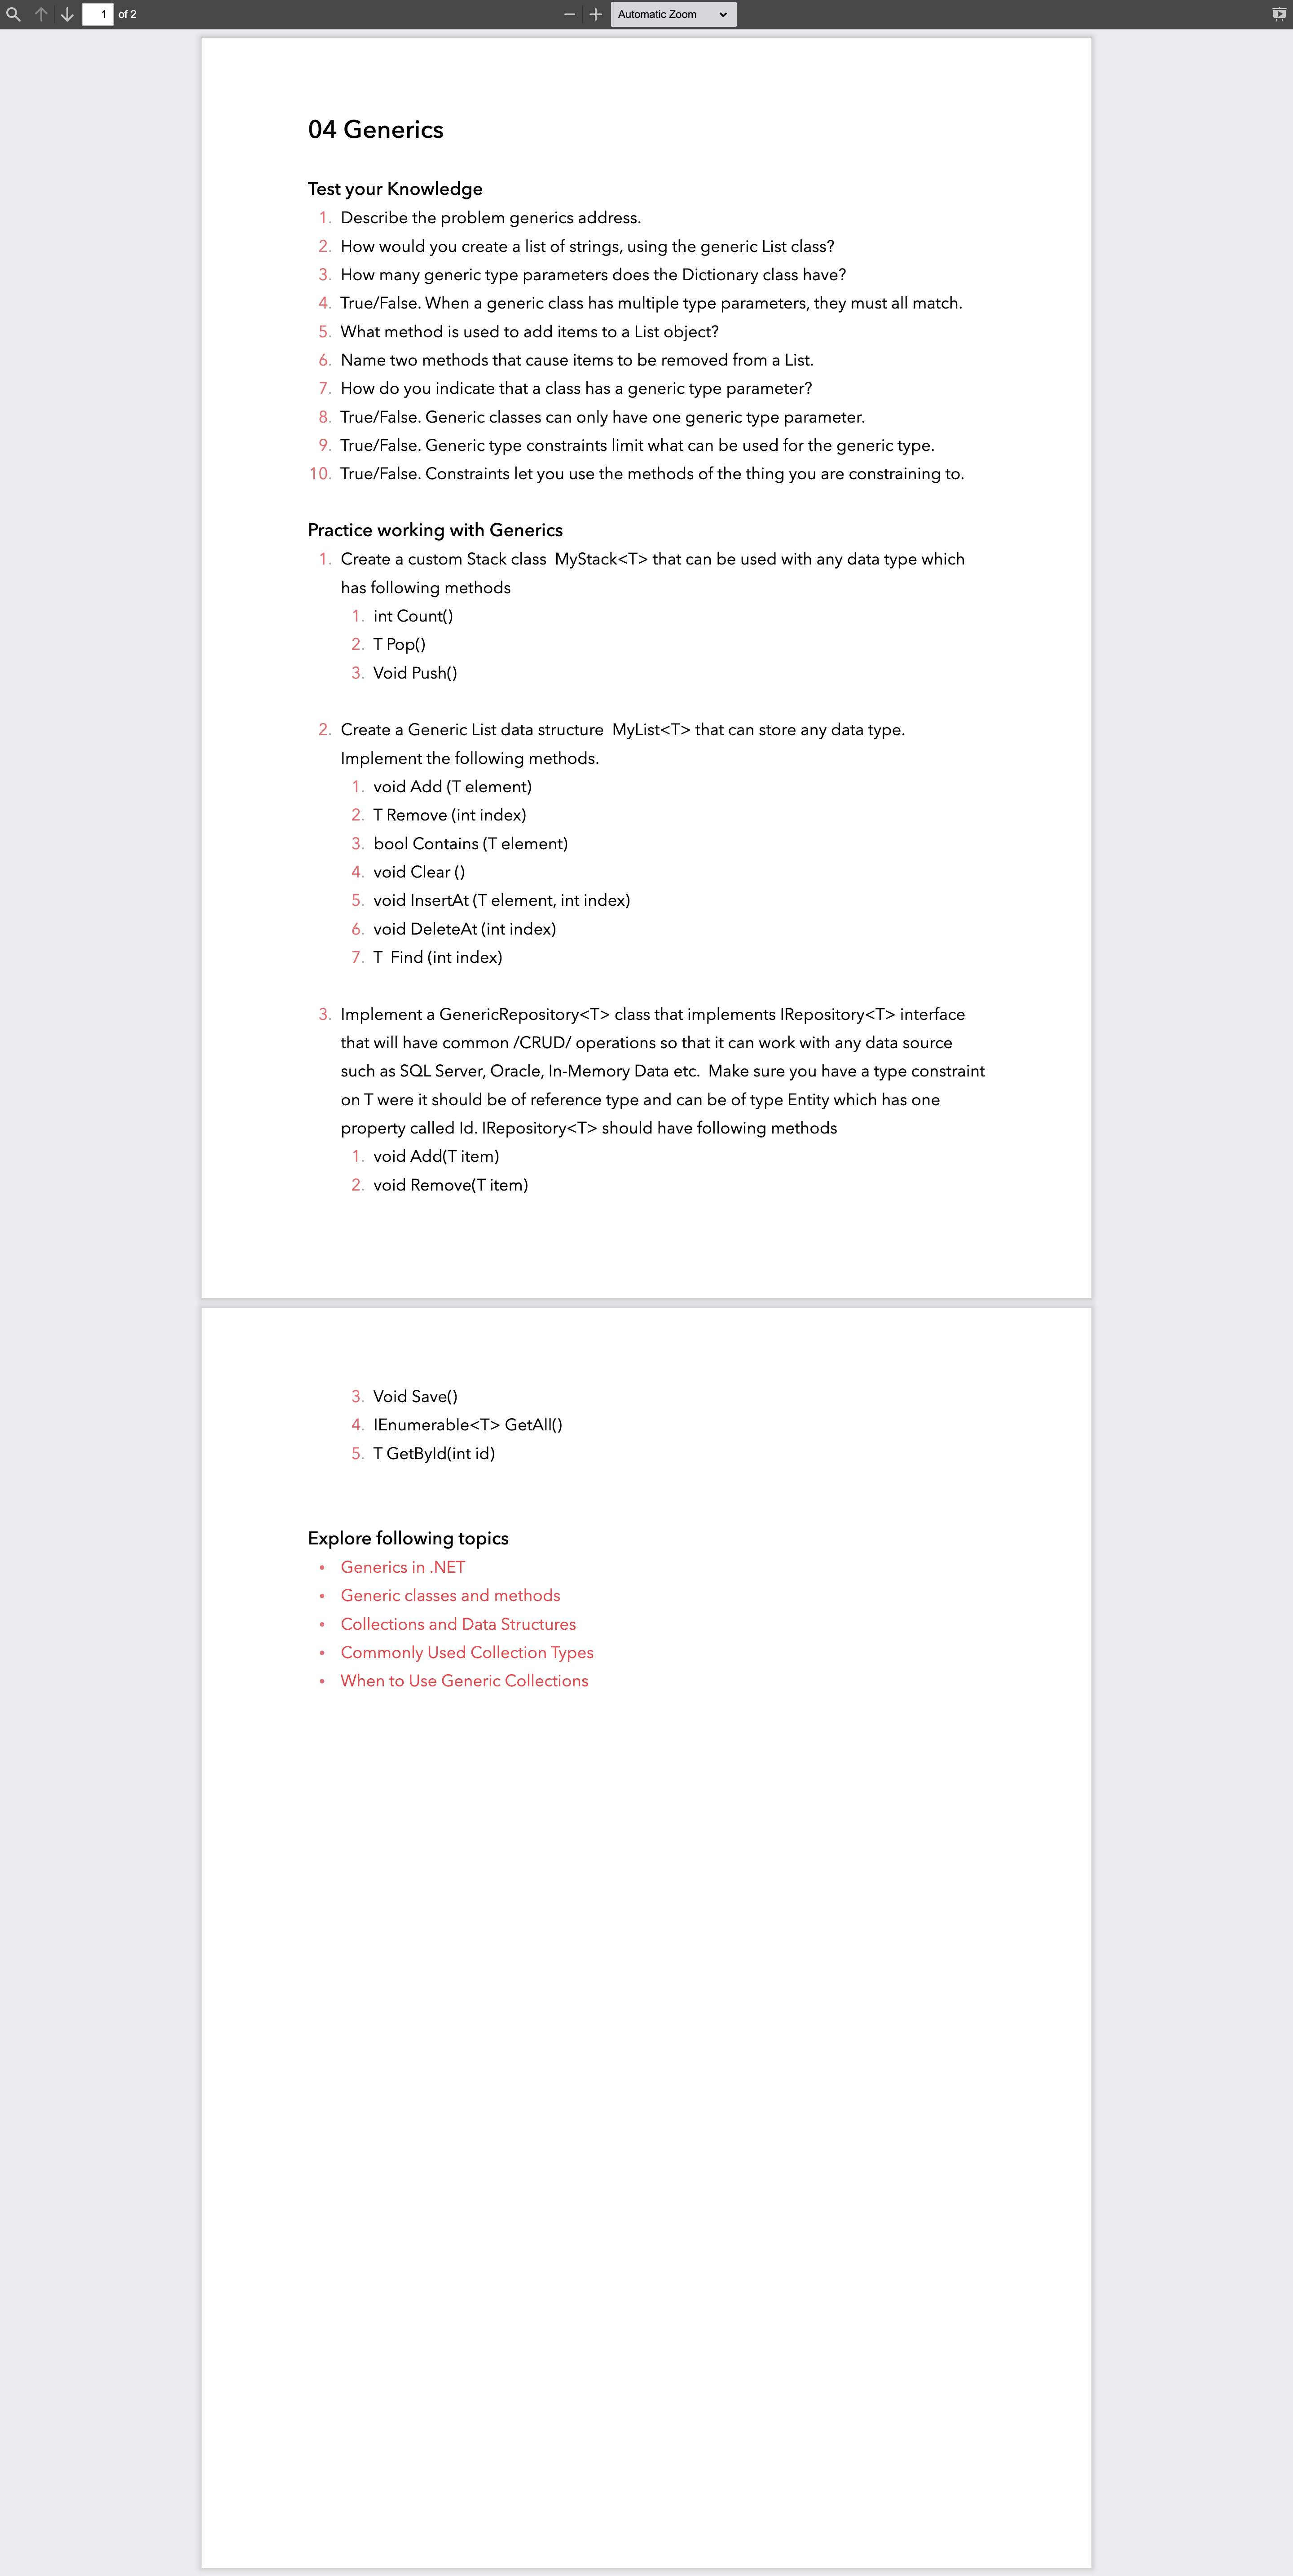 1 of 2 Automatic Zoom
04 Generics
Test your Knowledge
1. Describe the problem generics address.
2. How would you create a list of strings, using the generic List class?
3. How many generic type parameters does the Dictionary class have?
4. True/False. When a generic class has multiple type parameters, they must all match.
5. What method is used to add items to a List object?
6. Name two methods that cause items to be removed from a List.
7. How do you indicate that a class has a generic type parameter?
8. True/False. Generic classes can only have one generic type parameter.
9. True/False. Generic type constraints limit what can be used for the generic type.
10. True/False. Constraints let you use the methods of the thing you are constraining to.
Practice working with Generics
1. Create a custom Stack class  MyStack<T> that can be used with any data type which
has following methods
1. int Count()
2. T Pop()
3. Void Push()
2. Create a Generic List data structure  MyList<T> that can store any data type.
Implement the following methods.
1. void Add (T element)
2. T Remove (int index)
3. bool Contains (T element)
4. void Clear ()
5. void InsertAt (T element, int index)
6. void DeleteAt (int index)
7. T  Find (int index)
3. Implement a GenericRepository<T> class that implements IRepository<T> interface
that will have common /CRUD/ operations so that it can work with any data source
such as SQL Server, Oracle, In-Memory Data etc.  Make sure you have a type constraint
on T were it should be of reference type and can be of type Entity which has one
property called Id. IRepository<T> should have following methods
1. void Add(T item)
2. void Remove(T item)
3. Void Save()
4. IEnumerable<T> GetAll()
5. T GetById(int id)
Explore following topics
• Generics in .NET
• Generic classes and methods
• Collections and Data Structures
• Commonly Used Collection Types
• When to Use Generic Collections